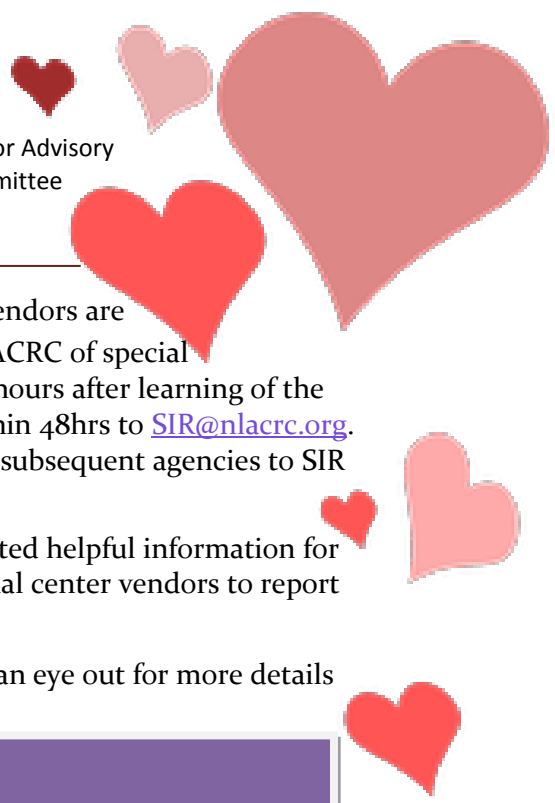 or Advisory
mittee
endors are
ACRC of special
hours after learning of the
hin 48hrs to SIR@nlacrc.org.
subsequent agencies to SIR
ted helpful information for
al center vendors to report
an eye out for more details